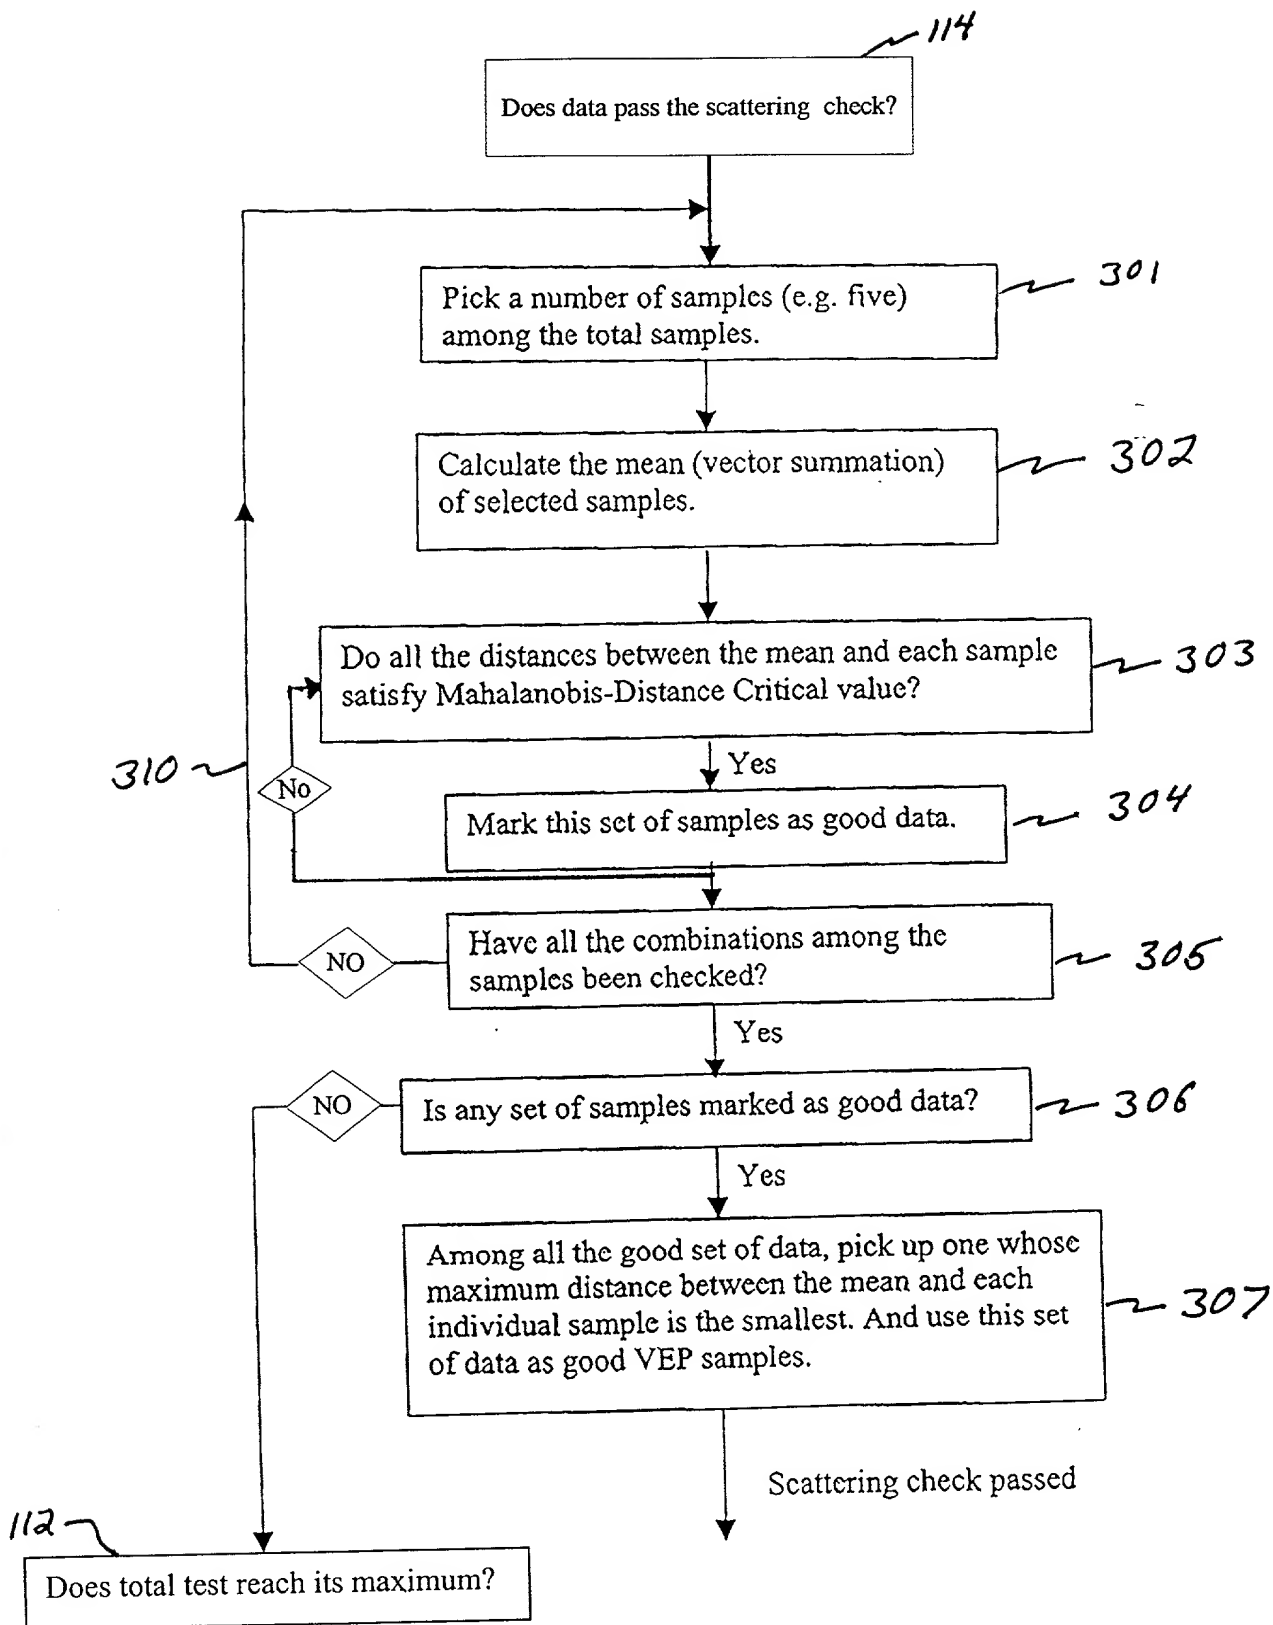 114
Does data pass the scattering check?
Pick a number of samples (e.g. five)
among the total samples.
301
Calculate the mean (vector summation)
of selected samples.
302
Do all the distances between the mean and each sample
satisfy Mahalanobis-Distance Critical value?
303
310
No
Yes
Mark this set of samples as good data.
304
Have all the combinations among the
samples been checked?
305
NO
Yes
Is any set of samples marked as good data?
306
NO
Yes
Among all the good set of data, pick up one whose
maximum distance between the mean and each
individual sample is the smallest. And use this set
of data as good VEP samples.
307
Scattering check passed
112
Does total test reach its maximum?